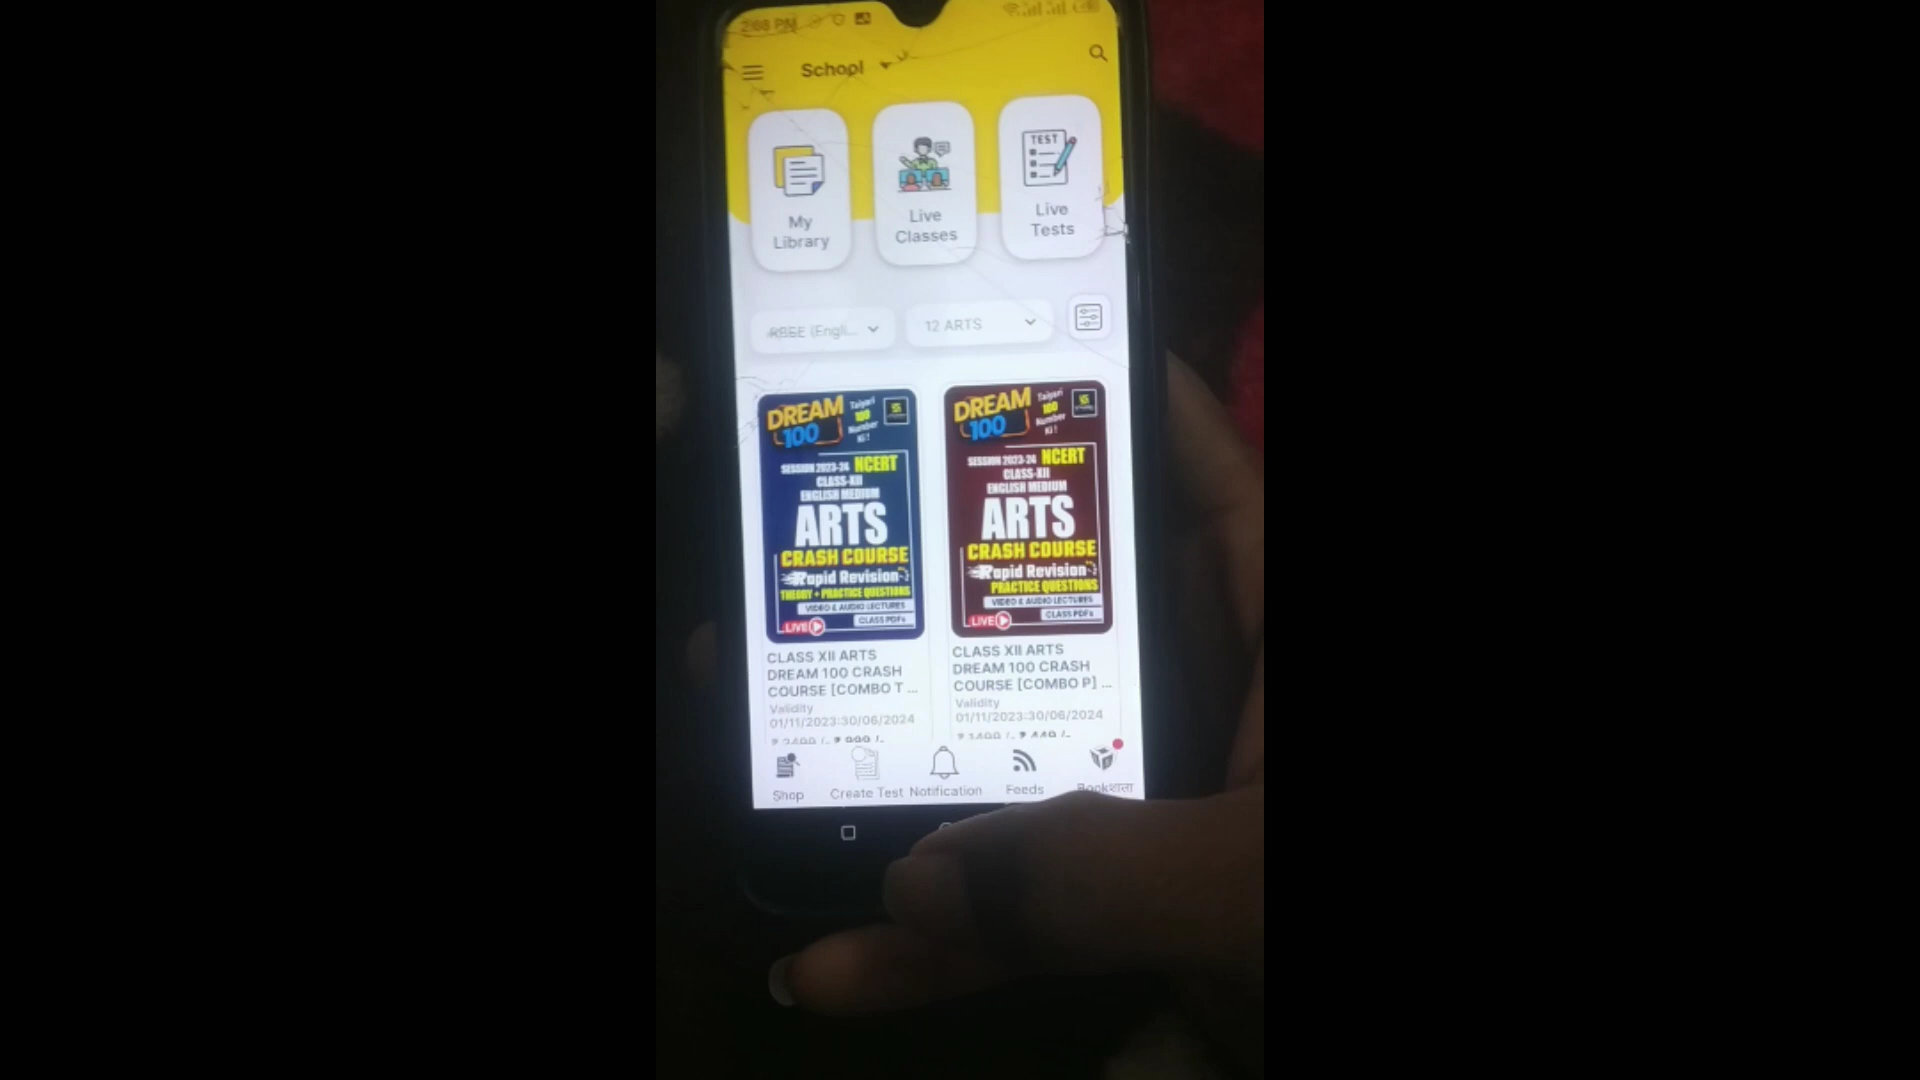 School
My
Library
Live
Classes
TEST
Live
Tests
RBSE (Engli...
12 ARTS
DREAM
100
Taiyari
100
Number
Ki !
SESSION 2023-24 NCERT
CLASS-XII
ENGLISH MEDIUM
ARTS
CRASH COURSE
Rapid Revision
THEORY + PRACTICE QUESTIONS
VIDEO & AUDIO LECTURES
LIVE
CLASS PDFs
DREAM
100
Taiyari
100
Number
Ki !
SESSION 2023-24 NCERT
CLASS-XII
ENGLISH MEDIUM
ARTS
CRASH COURSE
Rapid Revision
PRACTICE QUESTIONS
VIDEO & AUDIO LECTURES
LIVE
CLASS PDFs
CLASS XII ARTS
DREAM 100 CRASH
COURSE [COMBO T ...
Validity
01/11/2023:30/06/2024
CLASS XII ARTS
DREAM 100 CRASH
COURSE [COMBO P] ...
Validity
01/11/2023:30/06/2024
Shop
Create Test
Notification
Feeds
Bookशाला